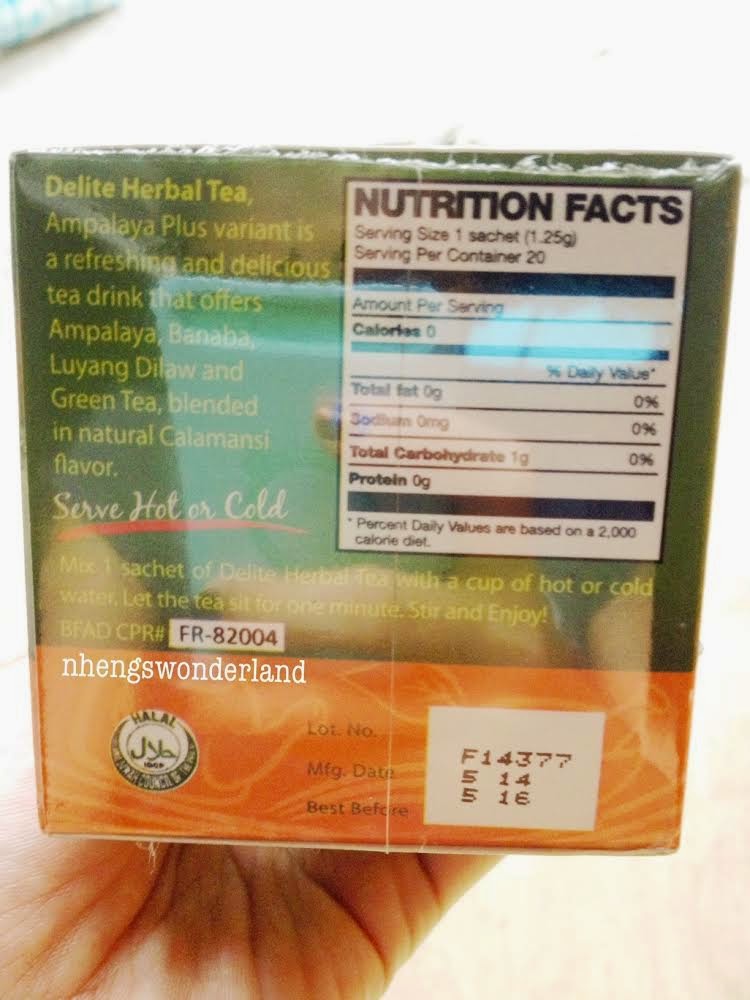 Delite Herbal Tea,
Ampalaya Plus variant is
a refreshing and delicious
tea drink that offers
Ampalaya, Banaba,
Luyang Dilaw and
Green Tea, blended
in natural Calamansi
flavor.
Serve Hot or Cold
NUTRITION FACTS
Serving Size 1 sachet (1.25g)
Serving Per Container 20
Amount Per Serving
Calories 0
% Daily Value*
Total fat 0g 0%
Sodium 0mg 0%
Total Carbohydrate 1g 0%
Protein 0g
* Percent Daily Values are based on a 2,000
calorie diet.
Mix 1 sachet of Delite Herbal Tea with a cup of hot or cold
water. Let the tea sit for one minute. Stir and Enjoy!
BFAD CPR# FR-82004
nhengswonderland
HALAL
حلال
IDCP
Lot. No. F14377
Mfg. Date 5 14
Best Before 5 16